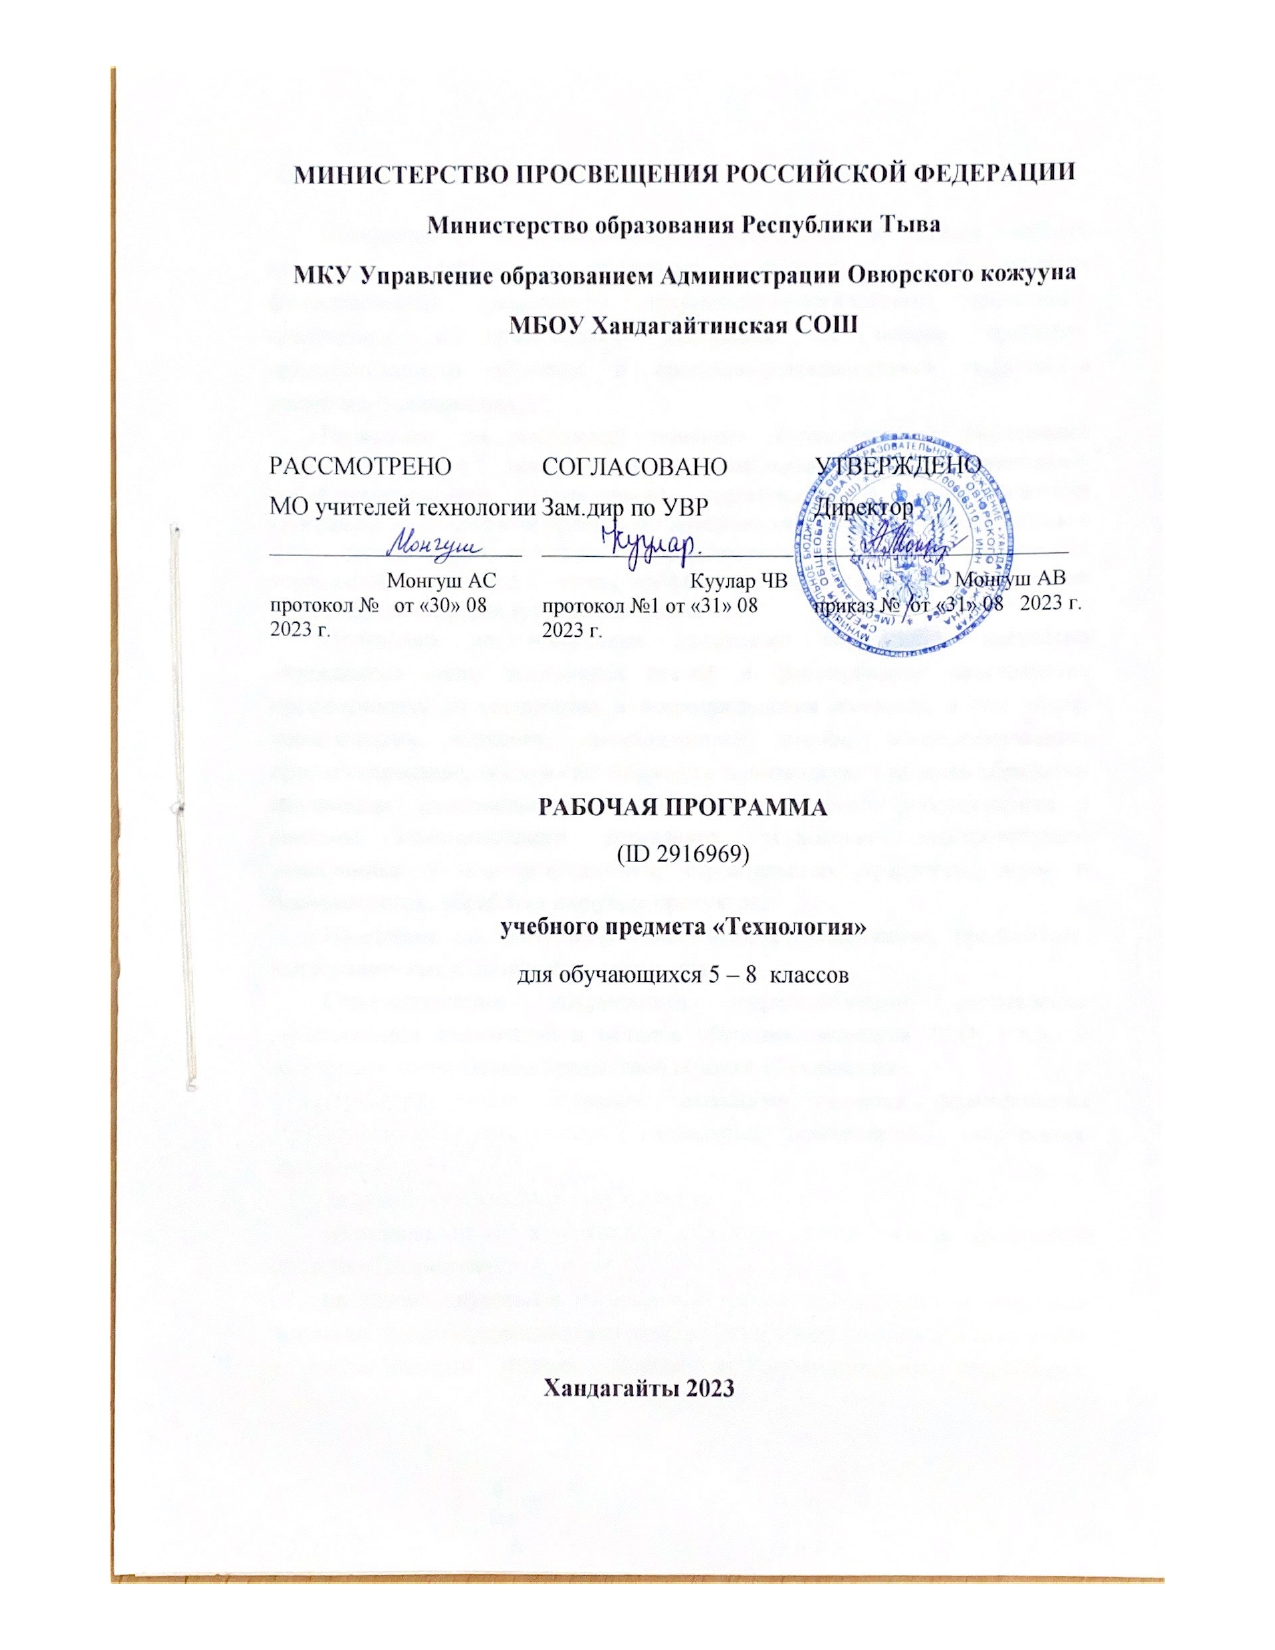 МИНИСТЕРСТВО ПРОСВЕЩЕНИЯ РОССИЙСКОЙ ФЕДЕРАЦИИ
Министерство образования Республики Тыва
МКУ Управление образованием Администрации Овюрского кожууна
МБОУ Хандагайтинская СОШ
РАССМОТРЕНО
МО учителей технологии
Монгуш
Монгуш АС
протокол № от «30» 08
2023 г.
СОГЛАСОВАНО
Зам.дир по УВР
Куулар.
Куулар ЧВ
протокол №1 от «31» 08
2023 г.
УТВЕРЖДЕНО
Директор
Монгуш АВ
приказ № от «31» 08 2023 г.
РАБОЧАЯ ПРОГРАММА
(ID 2916969)
учебного предмета «Технология»
для обучающихся 5 – 8 классов
Хандагайты 2023